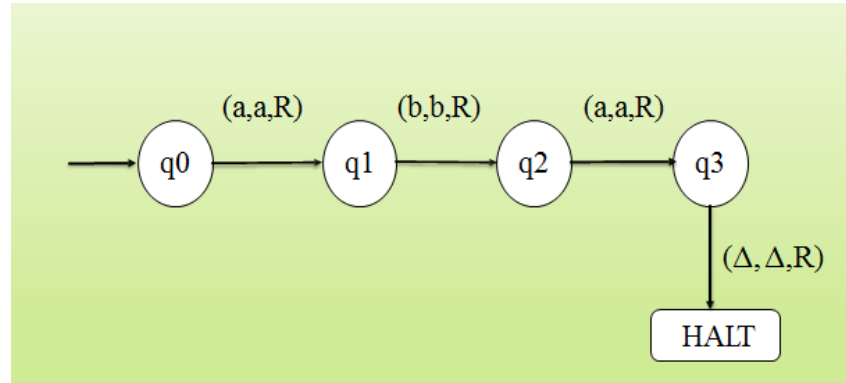 (a,a,R) (b,b,R) (a,a,R)
q0 q1 q2 q3
(Δ, Δ,R)
HALT